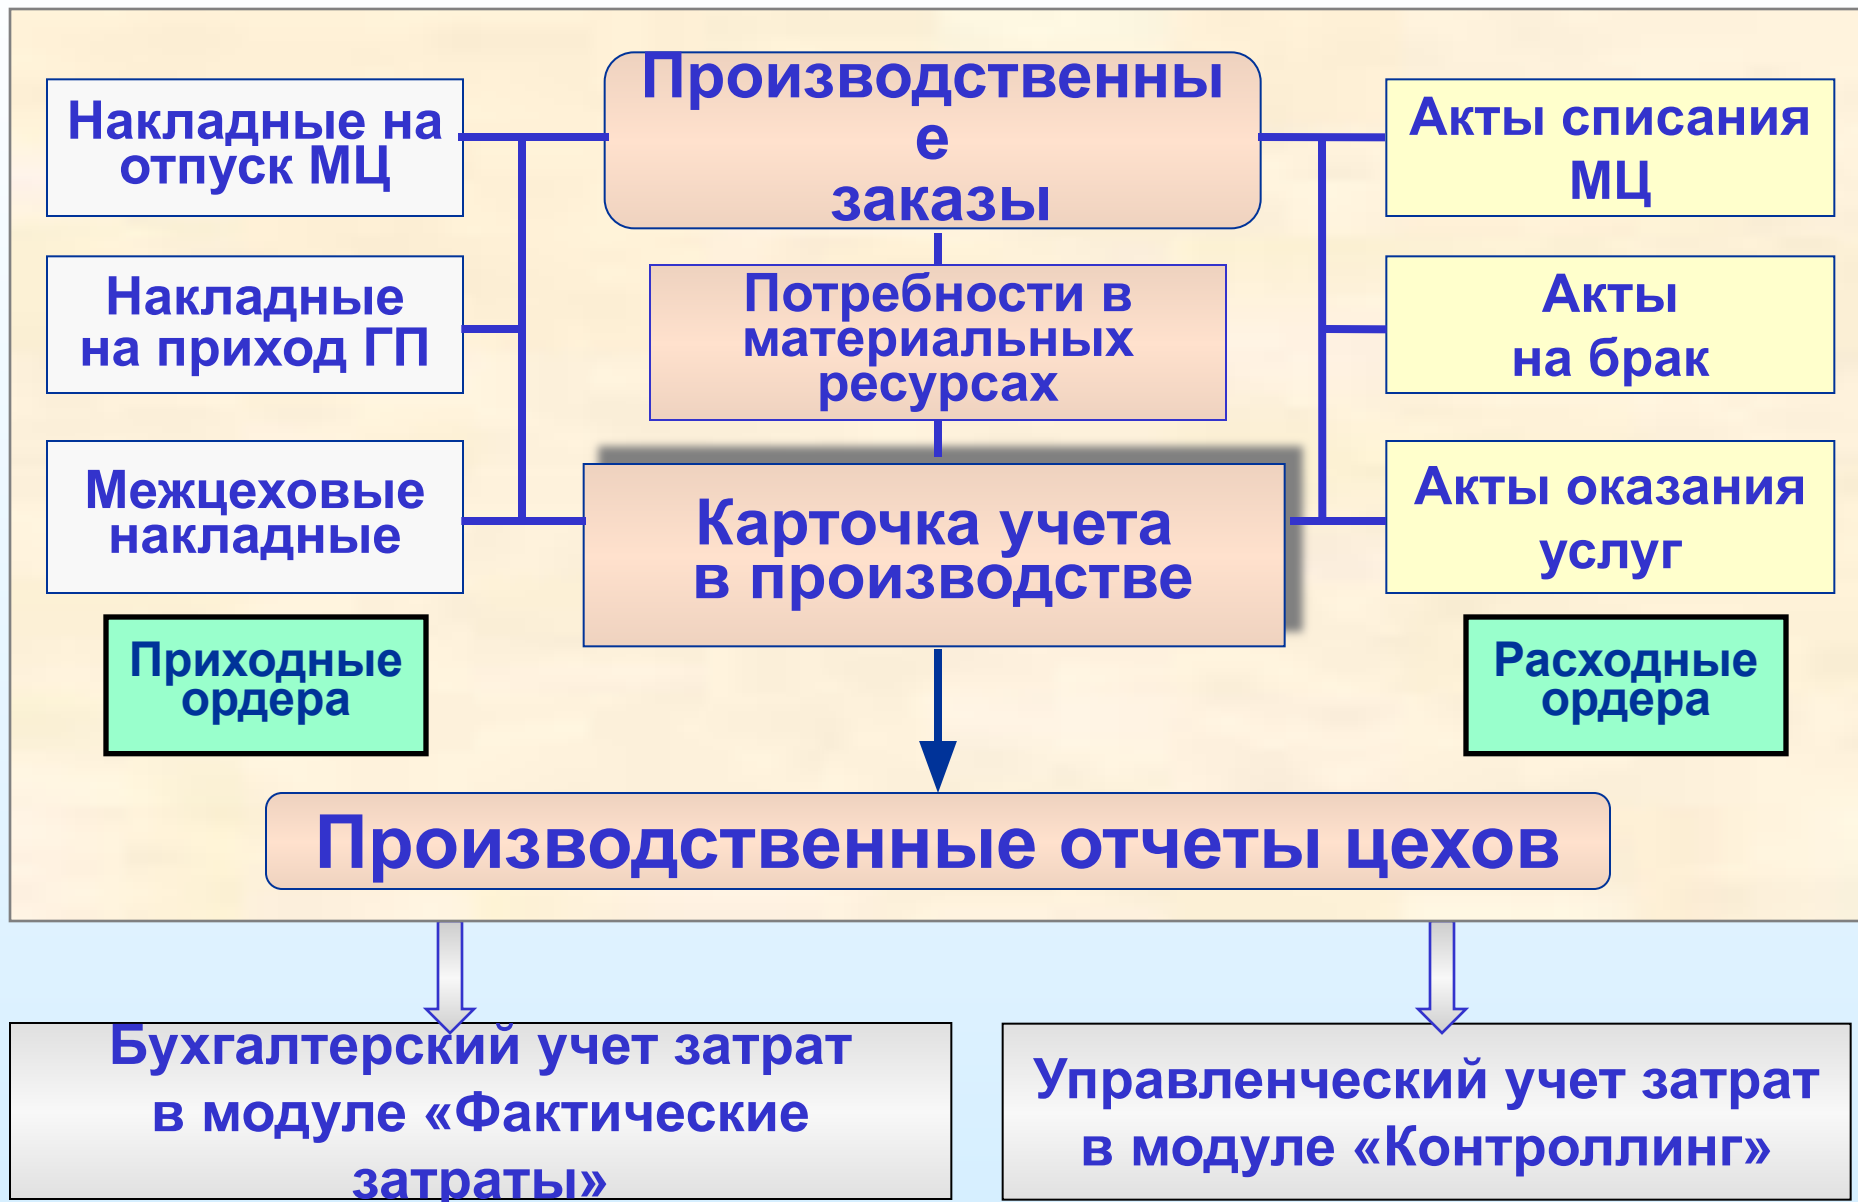 Производственны
е
заказы
Накладные на
отпуск МЦ
Акты списания
МЦ
Накладные
на приход ГП
Потребности в
материальных
ресурсах
Акты
на брак
Межцеховые
накладные
Карточка учета
в производстве
Акты оказания
услуг
Приходные
ордера
Расходные
ордера
Производственные отчеты цехов
Бухгалтерский учет затрат
в модуле «Фактические
затраты»
Управленческий учет затрат
в модуле «Контроллинг»